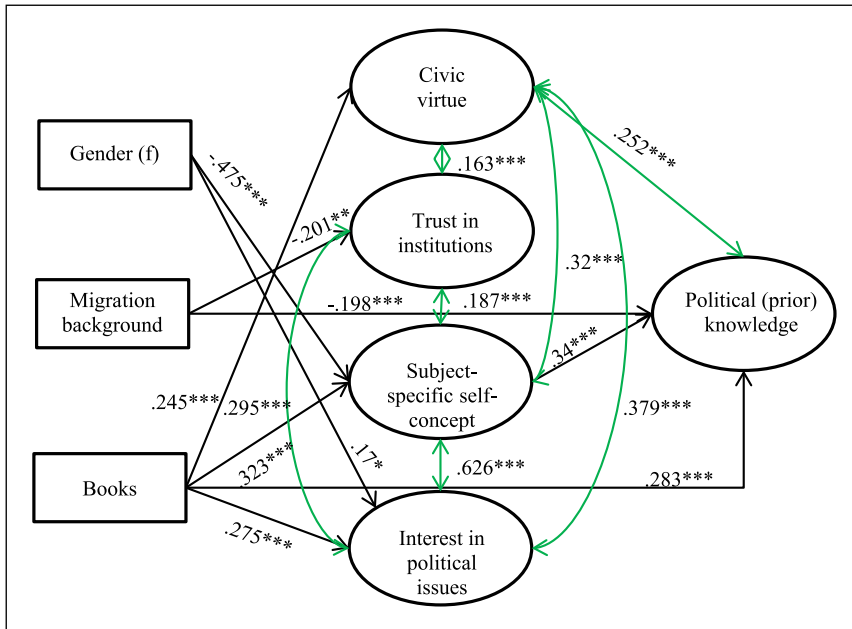 Civic
virtue
.252***
Gender (f)
-.475***
.163***
Trust in
institutions
-.201**
.32***
Migration
background
-.198***
.187***
Political (prior)
knowledge
.34***
Subject-
specific self-
concept
.245***
.295***
.379***
.323***
.17*
.626***
Books
.283***
.275***
Interest in
political
issues